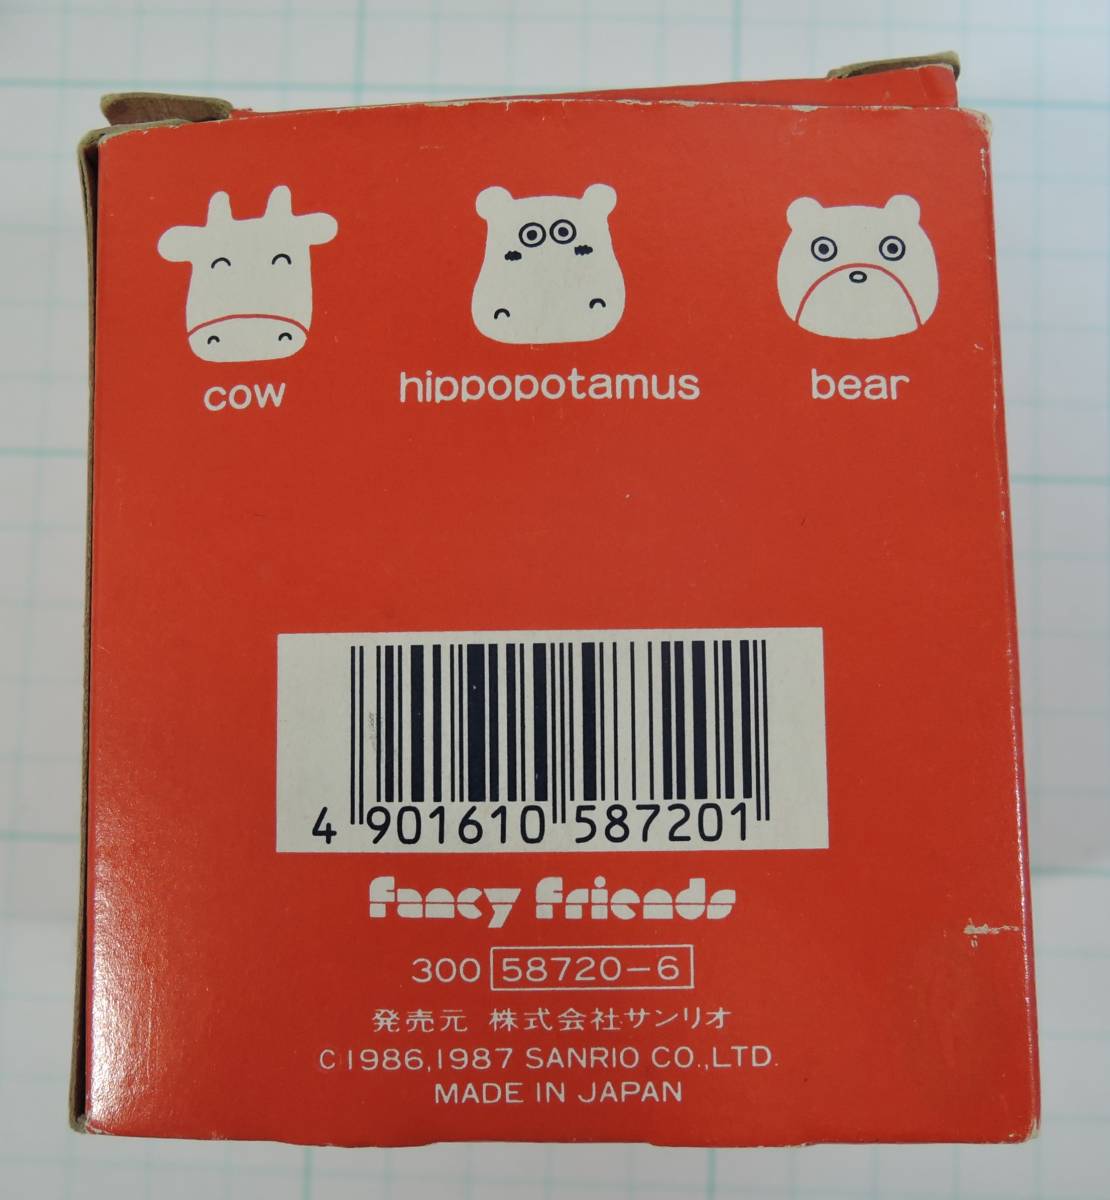 cow hippopotamus bear
4 901610 587201
fancy friends
300 58720-6
発売元 株式会社サンリオ
C 1986,1987 SANRIO CO.,LTD.
MADE IN JAPAN